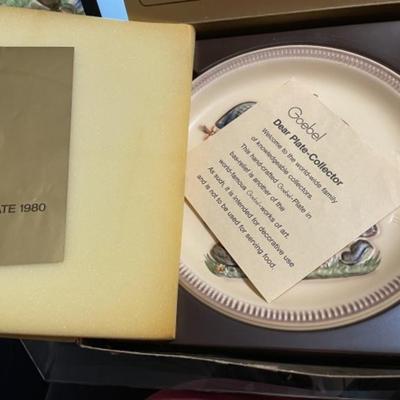 ATE 1980
Goebel
Dear Plate-Collector
Welcome to the world-wide family
of knowledgeable collectors.
This hand-crafted Goebel-Plate in
bas-relief is another of the
world-famous Goebel-works of art.
As such, it is intended for decorative use
and is not to be used for serving food.